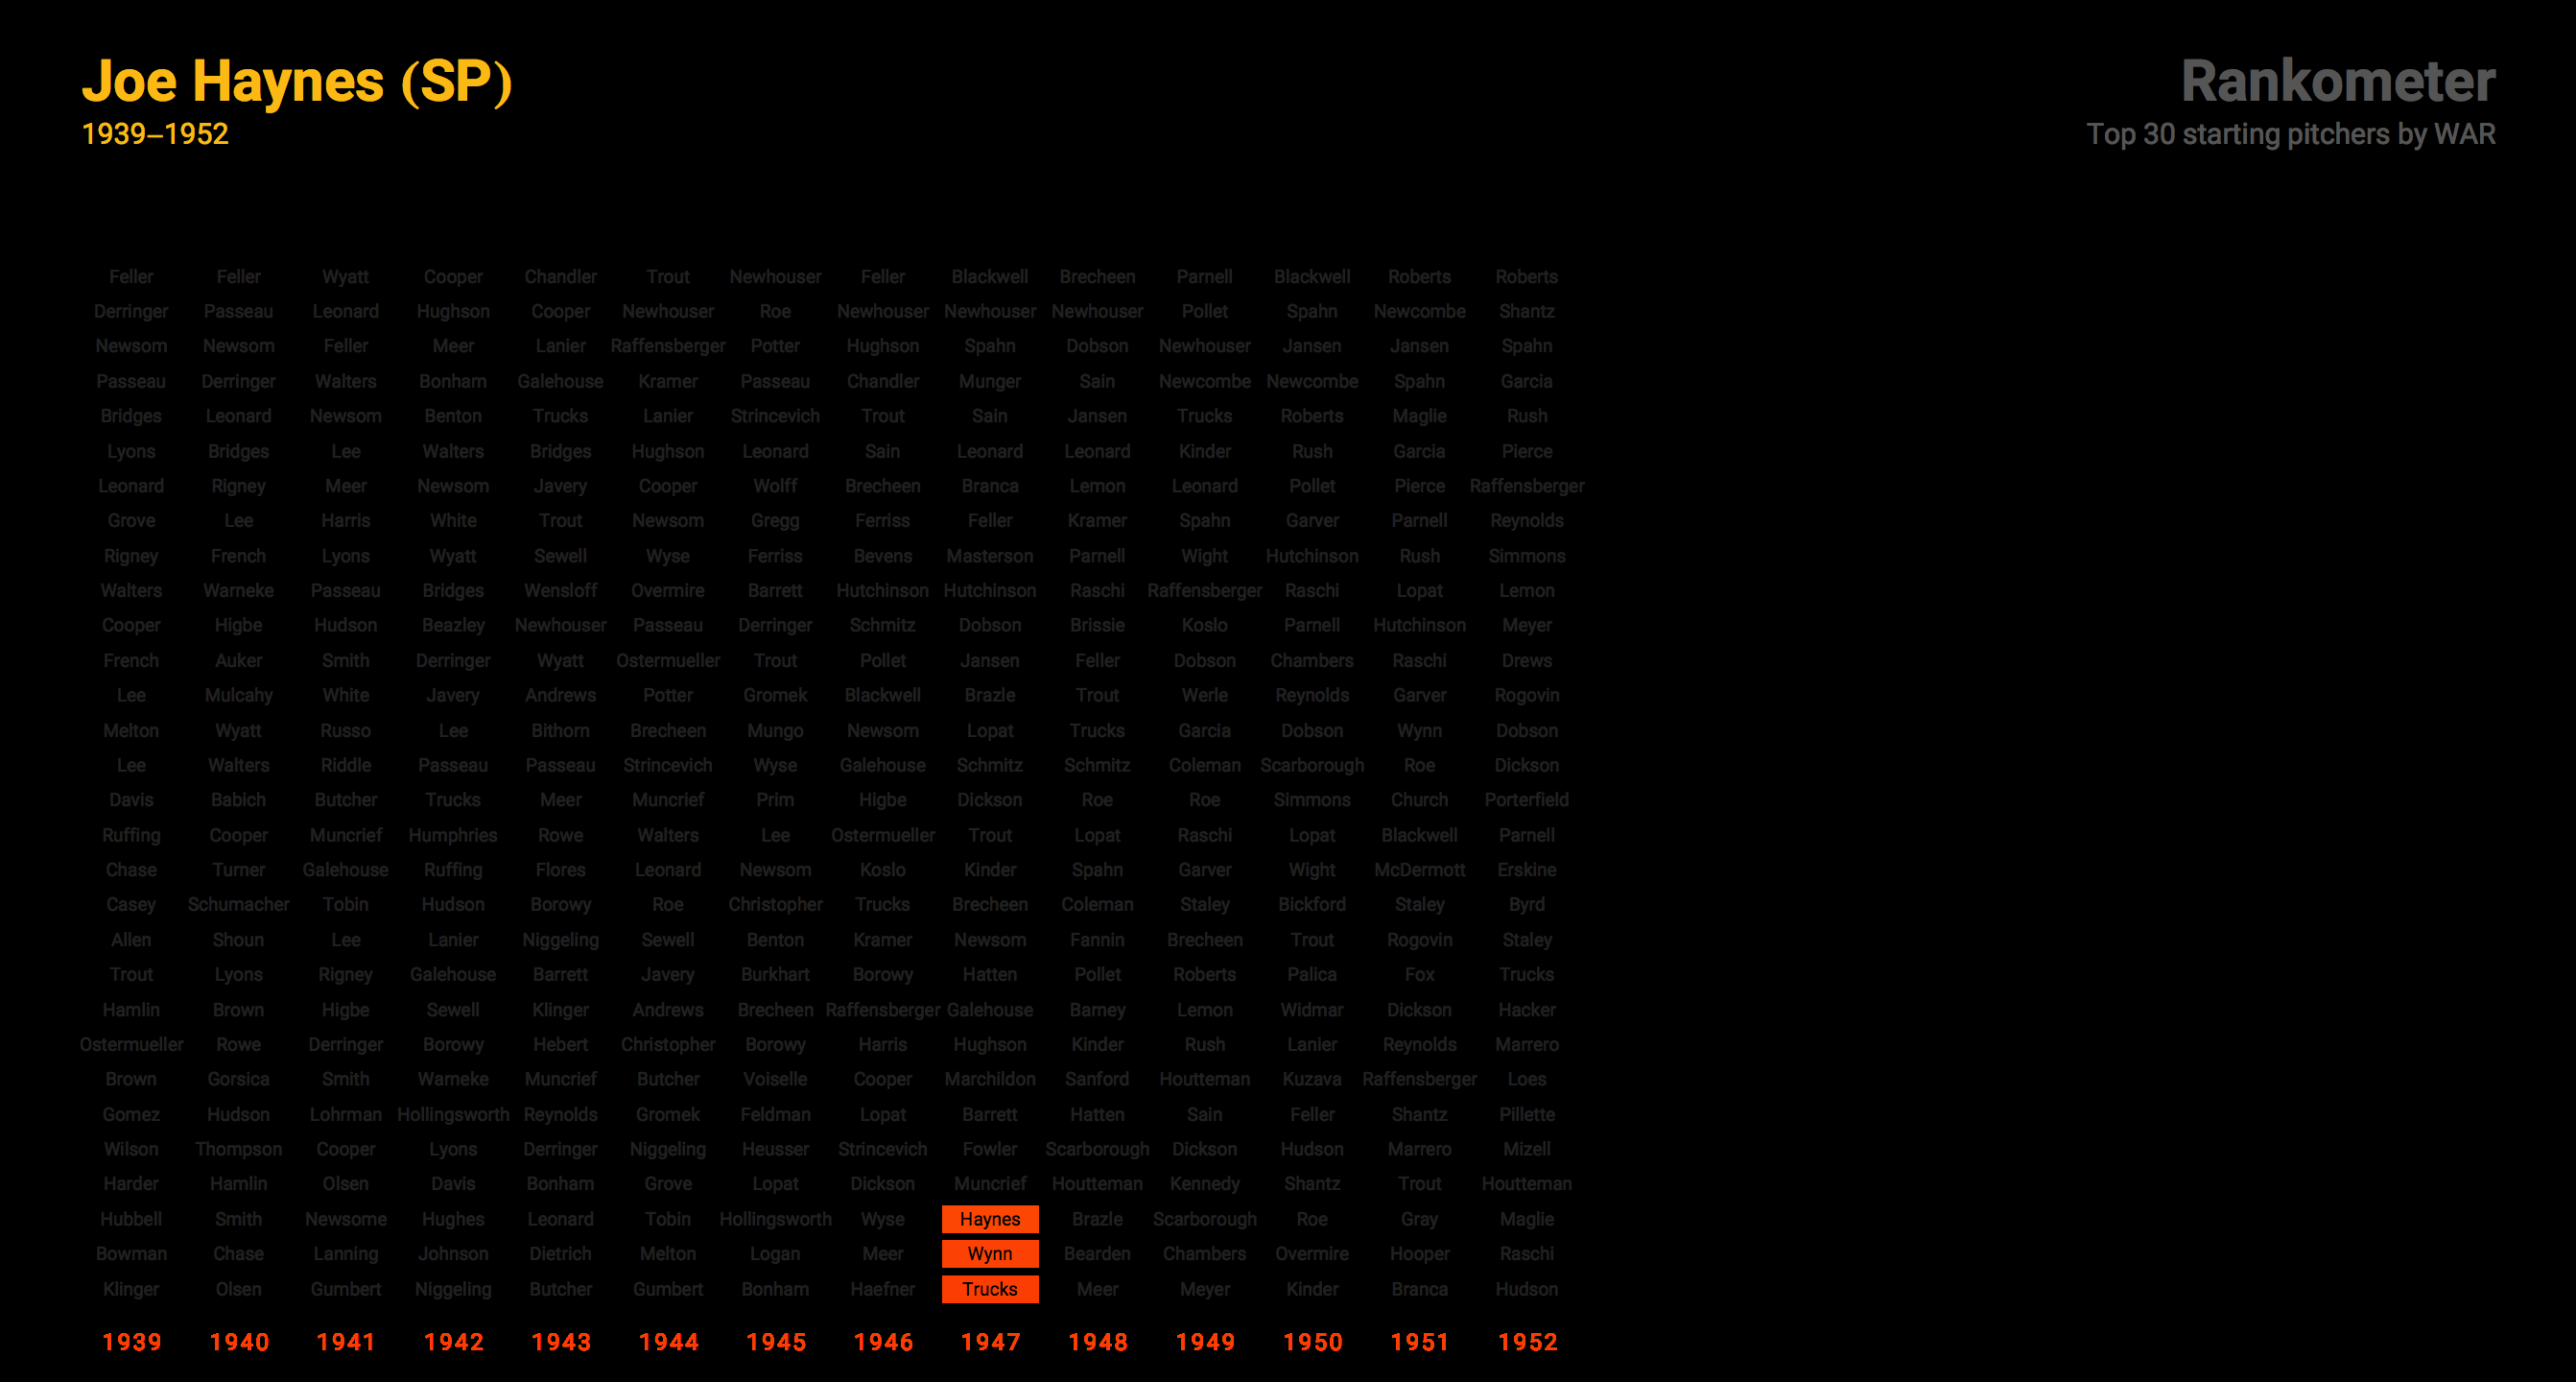 Joe Haynes (SP)
1939–1952
Rankometer
Top 30 starting pitchers by WAR
Feller Feller Wyatt Cooper Chandler Trout Newhouser Feller Blackwell Brecheen Parnell Blackwell Roberts Roberts
Derringer Passeau Leonard Hughson Cooper Newhouser Roe Newhouser Newhouser Newhouser Pollet Spahn Newcombe Shantz
Newsom Newsom Feller Meer Lanier Raffensberger Potter Hughson Spahn Dobson Newhouser Jansen Jansen Spahn
Passeau Derringer Walters Bonham Galehouse Kramer Passeau Chandler Munger Sain Newcombe Newcombe Spahn Garcia
Bridges Leonard Newsom Benton Trucks Lanier Strincevich Trout Sain Jansen Trucks Roberts Maglie Rush
Lyons Bridges Lee Walters Bridges Hughson Leonard Sain Leonard Leonard Kinder Rush Garcia Pierce
Leonard Rigney Meer Newsom Javery Cooper Wolff Brecheen Branca Lemon Leonard Pollet Pierce Raffensberger
Grove Lee Harris White Trout Newsom Gregg Ferriss Feller Kramer Spahn Garver Parnell Reynolds
Rigney French Lyons Wyatt Sewell Wyse Ferriss Bevens Masterson Parnell Wight Hutchinson Rush Simmons
Walters Warneke Passeau Bridges Wensloff Overmire Barrett Hutchinson Hutchinson Raschi Raffensberger Raschi Lopat Lemon
Cooper Higbe Hudson Beazley Newhouser Passeau Derringer Schmitz Dobson Brissie Koslo Parnell Hutchinson Meyer
French Auker Smith Derringer Wyatt Ostermueller Trout Pollet Jansen Feller Dobson Chambers Raschi Drews
Lee Mulcahy White Javery Andrews Potter Gromek Blackwell Brazle Trout Werle Reynolds Garver Rogovin
Melton Wyatt Russo Lee Bithorn Brecheen Mungo Newsom Lopat Trucks Garcia Dobson Wynn Dobson
Lee Walters Riddle Passeau Passeau Strincevich Wyse Galehouse Schmitz Schmitz Coleman Scarborough Roe Dickson
Davis Babich Butcher Trucks Meer Muncrief Prim Higbe Dickson Roe Roe Simmons Church Porterfield
Ruffing Cooper Muncrief Humphries Rowe Walters Lee Ostermueller Trout Lopat Raschi Lopat Blackwell Parnell
Chase Turner Galehouse Ruffing Flores Leonard Newsom Koslo Kinder Spahn Garver Wight McDermott Erskine
Casey Schumacher Tobin Hudson Borowy Roe Christopher Trucks Brecheen Coleman Staley Bickford Staley Byrd
Allen Shoun Lee Lanier Niggeling Sewell Benton Kramer Newsom Fannin Brecheen Trout Rogovin Staley
Trout Lyons Rigney Galehouse Barrett Javery Burkhart Borowy Hatten Pollet Roberts Palica Fox Trucks
Hamlin Brown Higbe Sewell Klinger Andrews Brecheen Raffensberger Galehouse Barney Lemon Widmar Dickson Hacker
Ostermueller Rowe Derringer Borowy Hebert Christopher Borowy Harris Hughson Kinder Rush Lanier Reynolds Marrero
Brown Gorsica Smith Warneke Muncrief Butcher Voiselle Cooper Marchildon Sanford Houtteman Kuzava Raffensberger Loes
Gomez Hudson Lohrman Hollingsworth Reynolds Gromek Feldman Lopat Barrett Hatten Sain Feller Shantz Pillette
Wilson Thompson Cooper Lyons Derringer Niggeling Heusser Strincevich Fowler Scarborough Dickson Hudson Marrero Mizell
Harder Hamlin Olsen Davis Bonham Grove Lopat Dickson Muncrief Houtteman Kennedy Shantz Trout Houtteman
Hubbell Smith Newsome Hughes Leonard Tobin Hollingsworth Wyse Haynes Brazle Scarborough Roe Gray Maglie
Bowman Chase Lanning Johnson Dietrich Melton Logan Meer Wynn Bearden Chambers Overmire Hooper Raschi
Klinger Olsen Gumbert Niggeling Butcher Gumbert Bonham Haefner Trucks Meer Meyer Kinder Branca Hudson
1939 1940 1941 1942 1943 1944 1945 1946 1947 1948 1949 1950 1951 1952